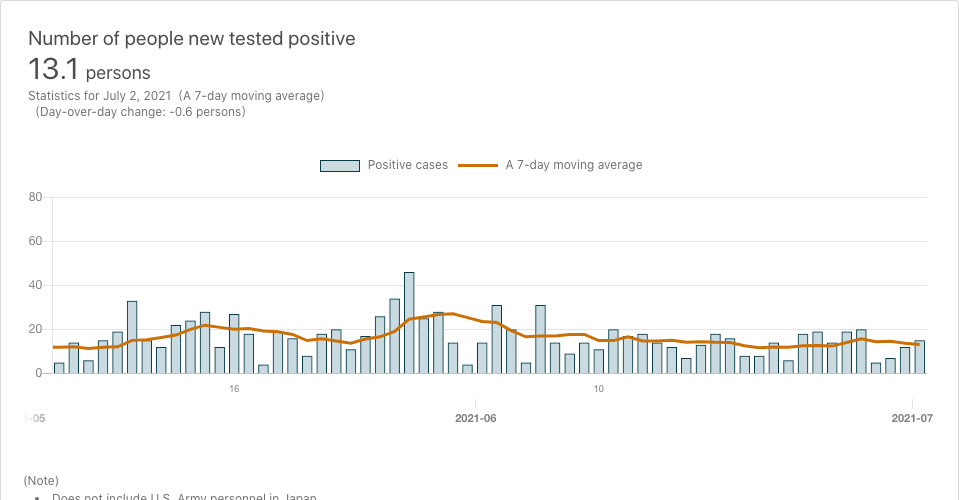 Number of people new tested positive
13.1 persons
Statistics for July 2, 2021 (A 7-day moving average)
(Day-over-day change: -0.6 persons)
Positive cases A 7-day moving average
80
60
40
20
0
16 10
-05 2021-06 2021-07
(Note)
• Does not include U.S. Army personnel in Japan